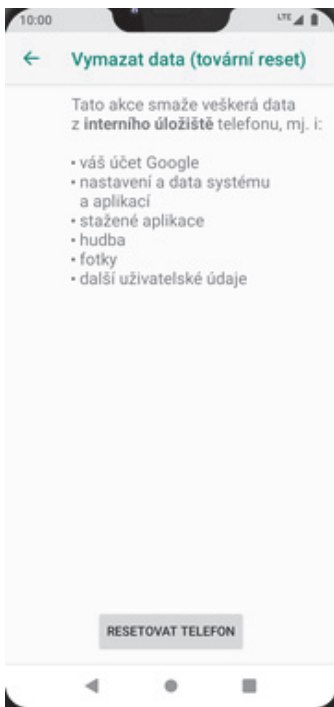 10:00 LTE
Vymazat data (tovární reset)
Tato akce smaže veškerá data
z interního úložiště telefonu, mj. i:
• váš účet Google
• nastavení a data systému
a aplikací
• stažené aplikace
• hudba
• fotky
• další uživatelské údaje
RESETOVAT TELEFON